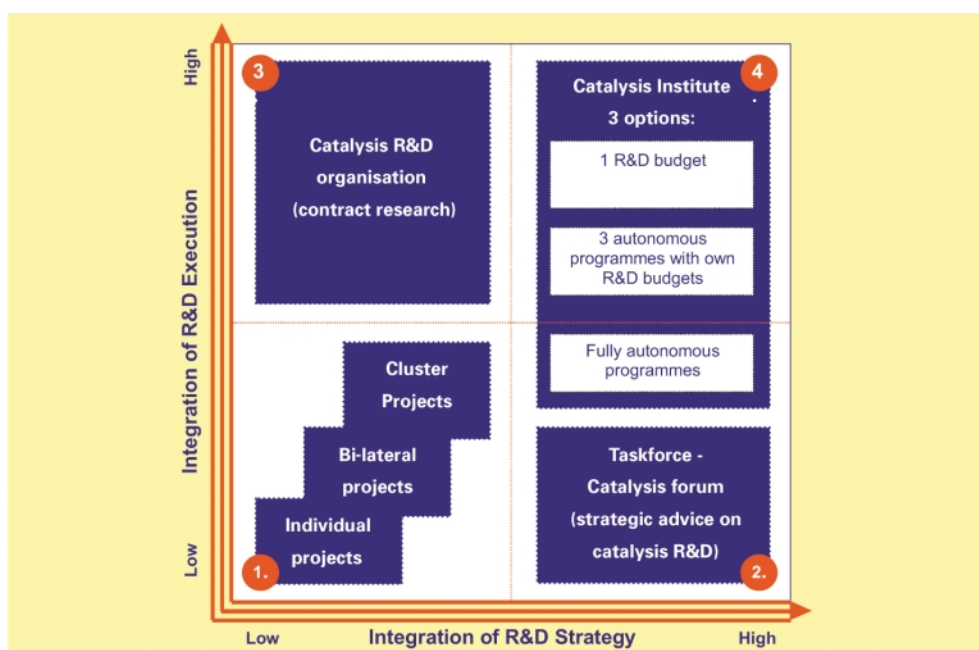 High
3
Catalysis R&D
organisation
(contract research)
4
Catalysis Institute
3 options:
1 R&D budget
3 autonomous
programmes with own
R&D budgets
Fully autonomous
programmes
Integration of R&D Execution
Cluster
Projects
Bi-lateral
projects
Individual
projects
1.
Taskforce -
Catalysis forum
(strategic advice on
catalysis R&D)
2.
Low
Low
Integration of R&D Strategy
High